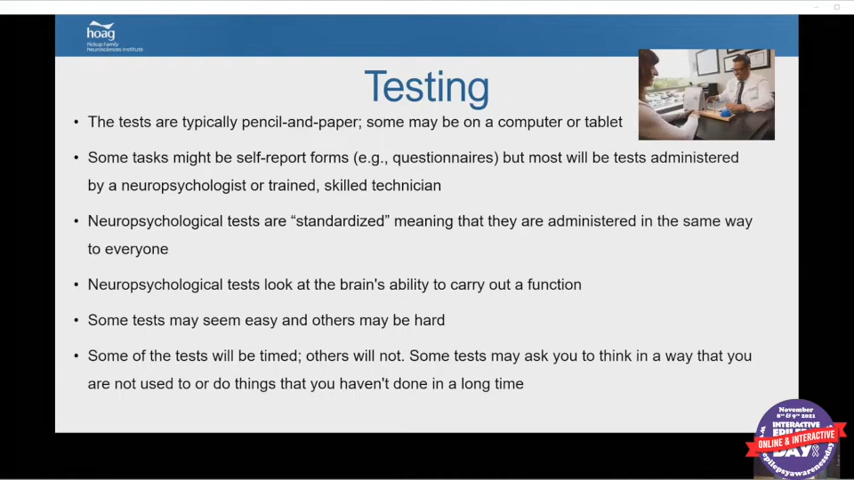 hoag
Pickup Family
Neurosciences Institute
Testing
• The tests are typically pencil-and-paper; some may be on a computer or tablet
• Some tasks might be self-report forms (e.g., questionnaires) but most will be tests administered
by a neuropsychologist or trained, skilled technician
• Neuropsychological tests are “standardized” meaning that they are administered in the same way
to everyone
• Neuropsychological tests look at the brain's ability to carry out a function
• Some tests may seem easy and others may be hard
• Some of the tests will be timed; others will not. Some tests may ask you to think in a way that you
are not used to or do things that you haven't done in a long time
November
8th & 9th 2021
INTERACTIVE
ONLINE & INTERACTIVE
DAY
epilepsyawarenessday